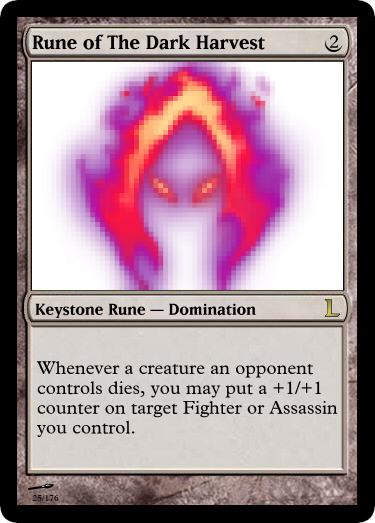 Rune of The Dark Harvest 2
Keystone Rune — Domination L
Whenever a creature an opponent
controls dies, you may put a +1/+1
counter on target Fighter or Assassin
you control.
25/176